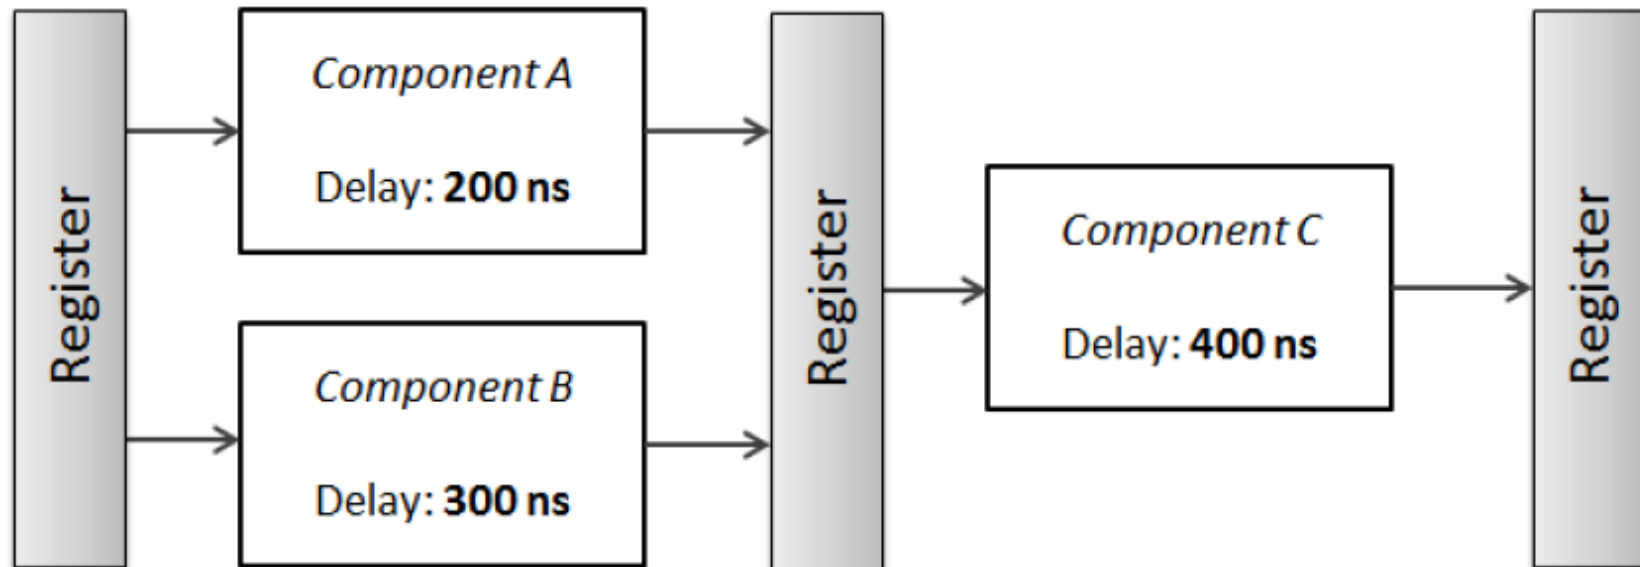 Register
Component A
Delay: 200 ns
Component B
Delay: 300 ns
Register
Component C
Delay: 400 ns
Register